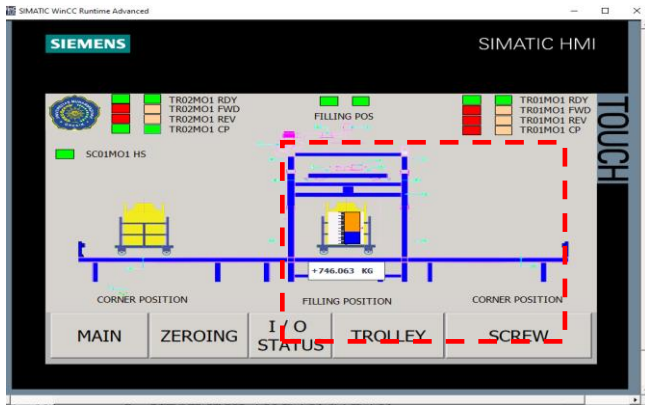 SIMATIC WinCC Runtime Advanced
SIEMENS
SIMATIC HMI
TOUCH
TR02MO1 RDY
TR02MO1 FWD
TR02MO1 REV
TR02MO1 CP
FILLING POS
TR01MO1 RDY
TR01MO1 FWD
TR01MO1 REV
TR01MO1 CP
SC01MO1 HS
+746.063 KG
CORNER POSITION
FILLING POSITION
CORNER POSITION
MAIN
ZEROING
I / O
STATUS
TROLLEY
SCREW